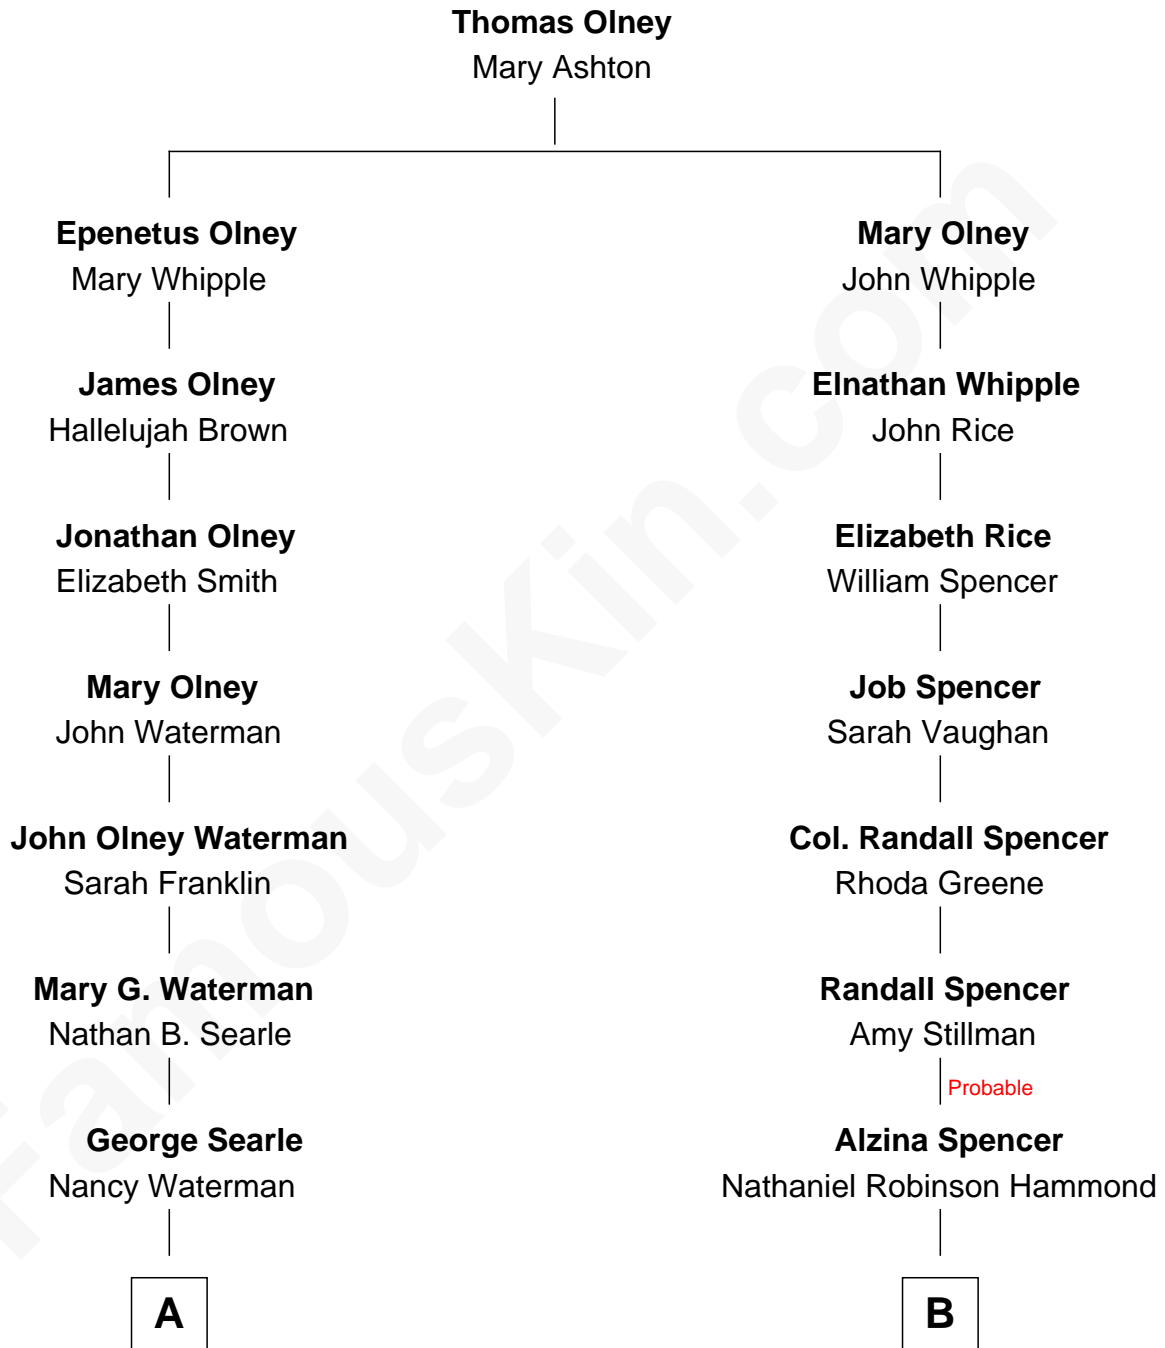 Thomas Olney
Mary Ashton
Epenetus Olney
Mary Whipple
Mary Olney
John Whipple
James Olney
Hallelujah Brown
Elnathan Whipple
John Rice
Jonathan Olney
Elizabeth Smith
Elizabeth Rice
William Spencer
Mary Olney
John Waterman
Job Spencer
Sarah Vaughan
John Olney Waterman
Sarah Franklin
Col. Randall Spencer
Rhoda Greene
Mary G. Waterman
Nathan B. Searle
Randall Spencer
Amy Stillman
Probable
George Searle
Nancy Waterman
Alzina Spencer
Nathaniel Robinson Hammond
A
B
FamousKin.com